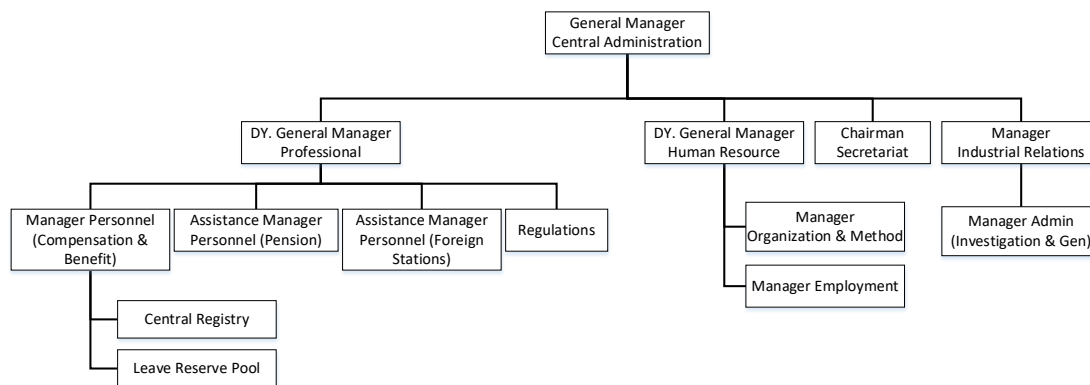 General Manager
Central Administration
DY. General Manager
Professional
DY. General Manager
Human Resource
Chairman
Secretariat
Manager
Industrial Relations
Manager Personnel
(Compensation &
Benefit)
Assistance Manager
Personnel (Pension)
Assistance Manager
Personnel (Foreign
Stations)
Regulations
Manager
Organization & Method
Manager Admin
(Investigation & Gen)
Manager Employment
Central Registry
Leave Reserve Pool